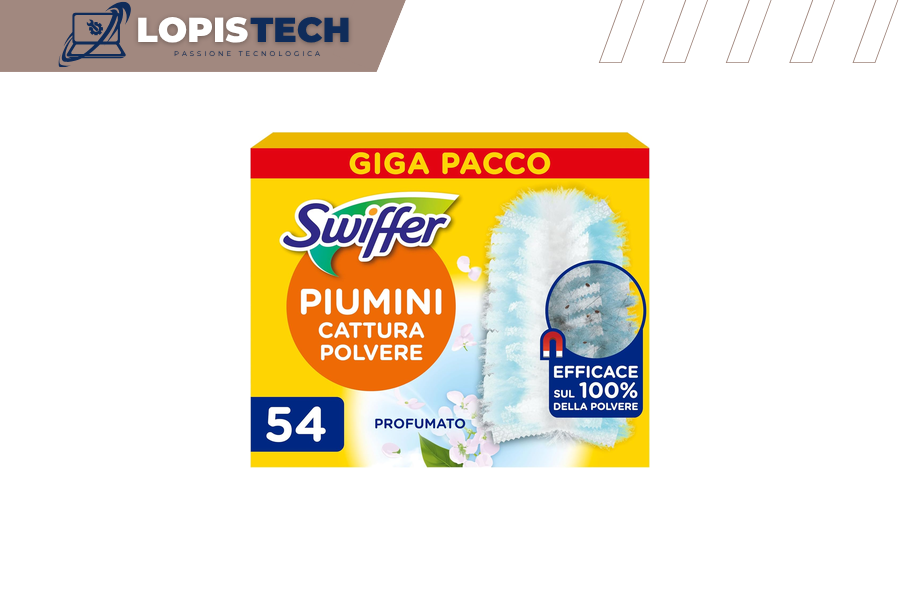 LOPISTECH
PASSIONE TECNOLOGICA
GIGA PACCO
Swiffer
PIUMINI
CATTURA
POLVERE
EFFICACE
SUL 100%
DELLA POLVERE
54
PROFUMATO